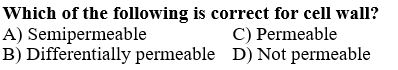 Which of the following is correct for cell wall?
A) Semipermeable C) Permeable
B) Differentially permeable D) Not permeable